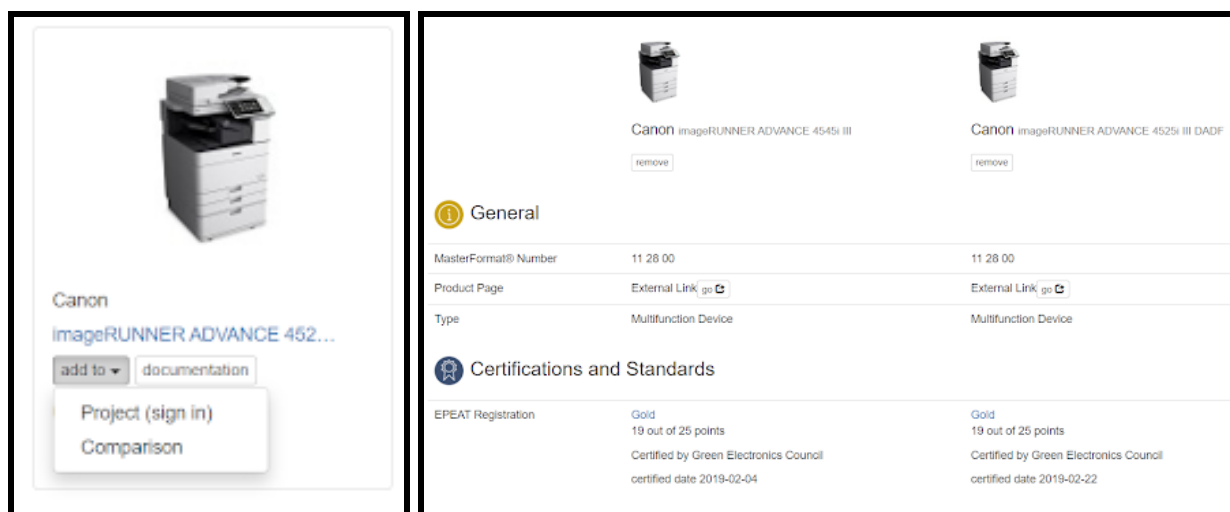 Canon
imageRUNNER ADVANCE 452...
add to
documentation
Project (sign in)
Comparison
Canon imageRUNNER ADVANCE 4545i III
Canon imageRUNNER ADVANCE 4525i III DADF
remove
remove
General
MasterFormat® Number 11 28 00 11 28 00
Product Page External Link go External Link go
Type Multifunction Device Multifunction Device
Certifications and Standards
EPEAT Registration Gold Gold
19 out of 25 points 19 out of 25 points
Certified by Green Electronics Council Certified by Green Electronics Council
certified date 2019-02-04 certified date 2019-02-22